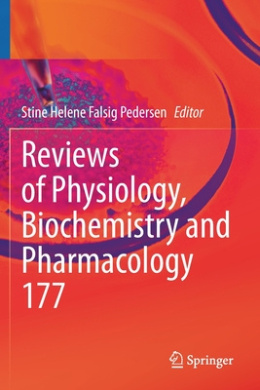 Stine Helene Falsig Pedersen Editor
Reviews
of Physiology,
Biochemistry and
Pharmacology
177
Springer